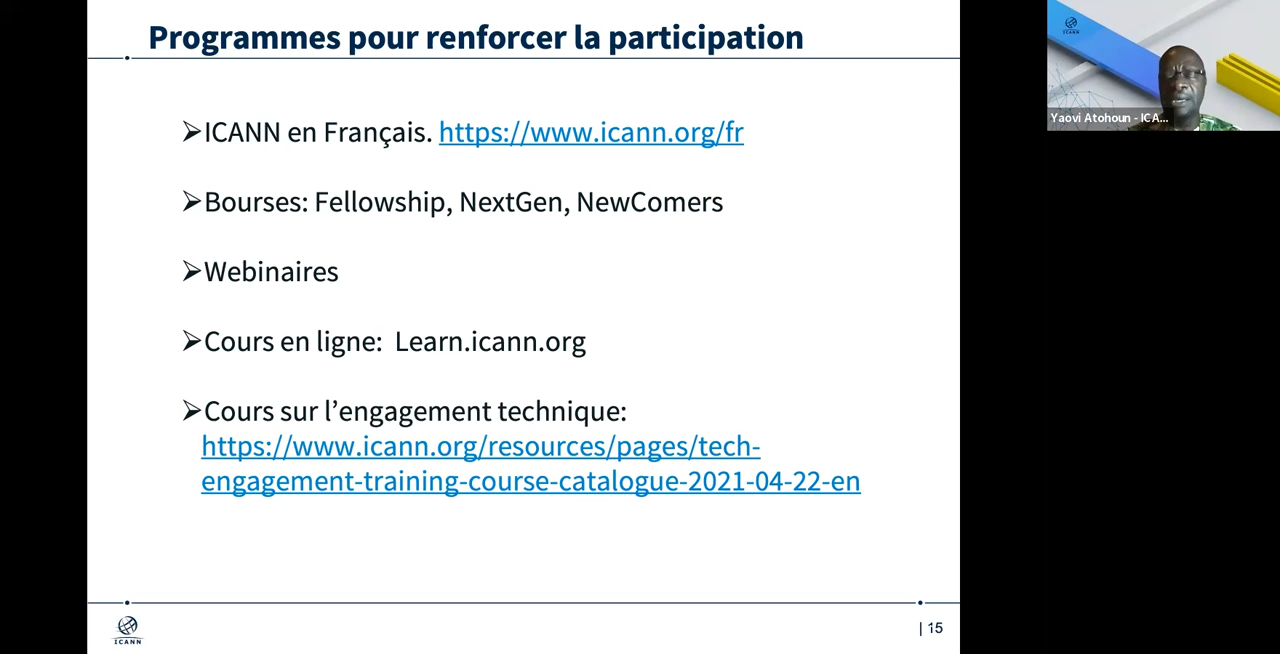 Programmes pour renforcer la participation
ICANN
Yaovi Atohoun - ICA...
➢ICANN en Français. https://www.icann.org/fr
➢Bourses: Fellowship, NextGen, NewComers
➢Webinaires
➢Cours en ligne: Learn.icann.org
➢Cours sur l’engagement technique:
https://www.icann.org/resources/pages/tech-
engagement-training-course-catalogue-2021-04-22-en
ICANN
| 15